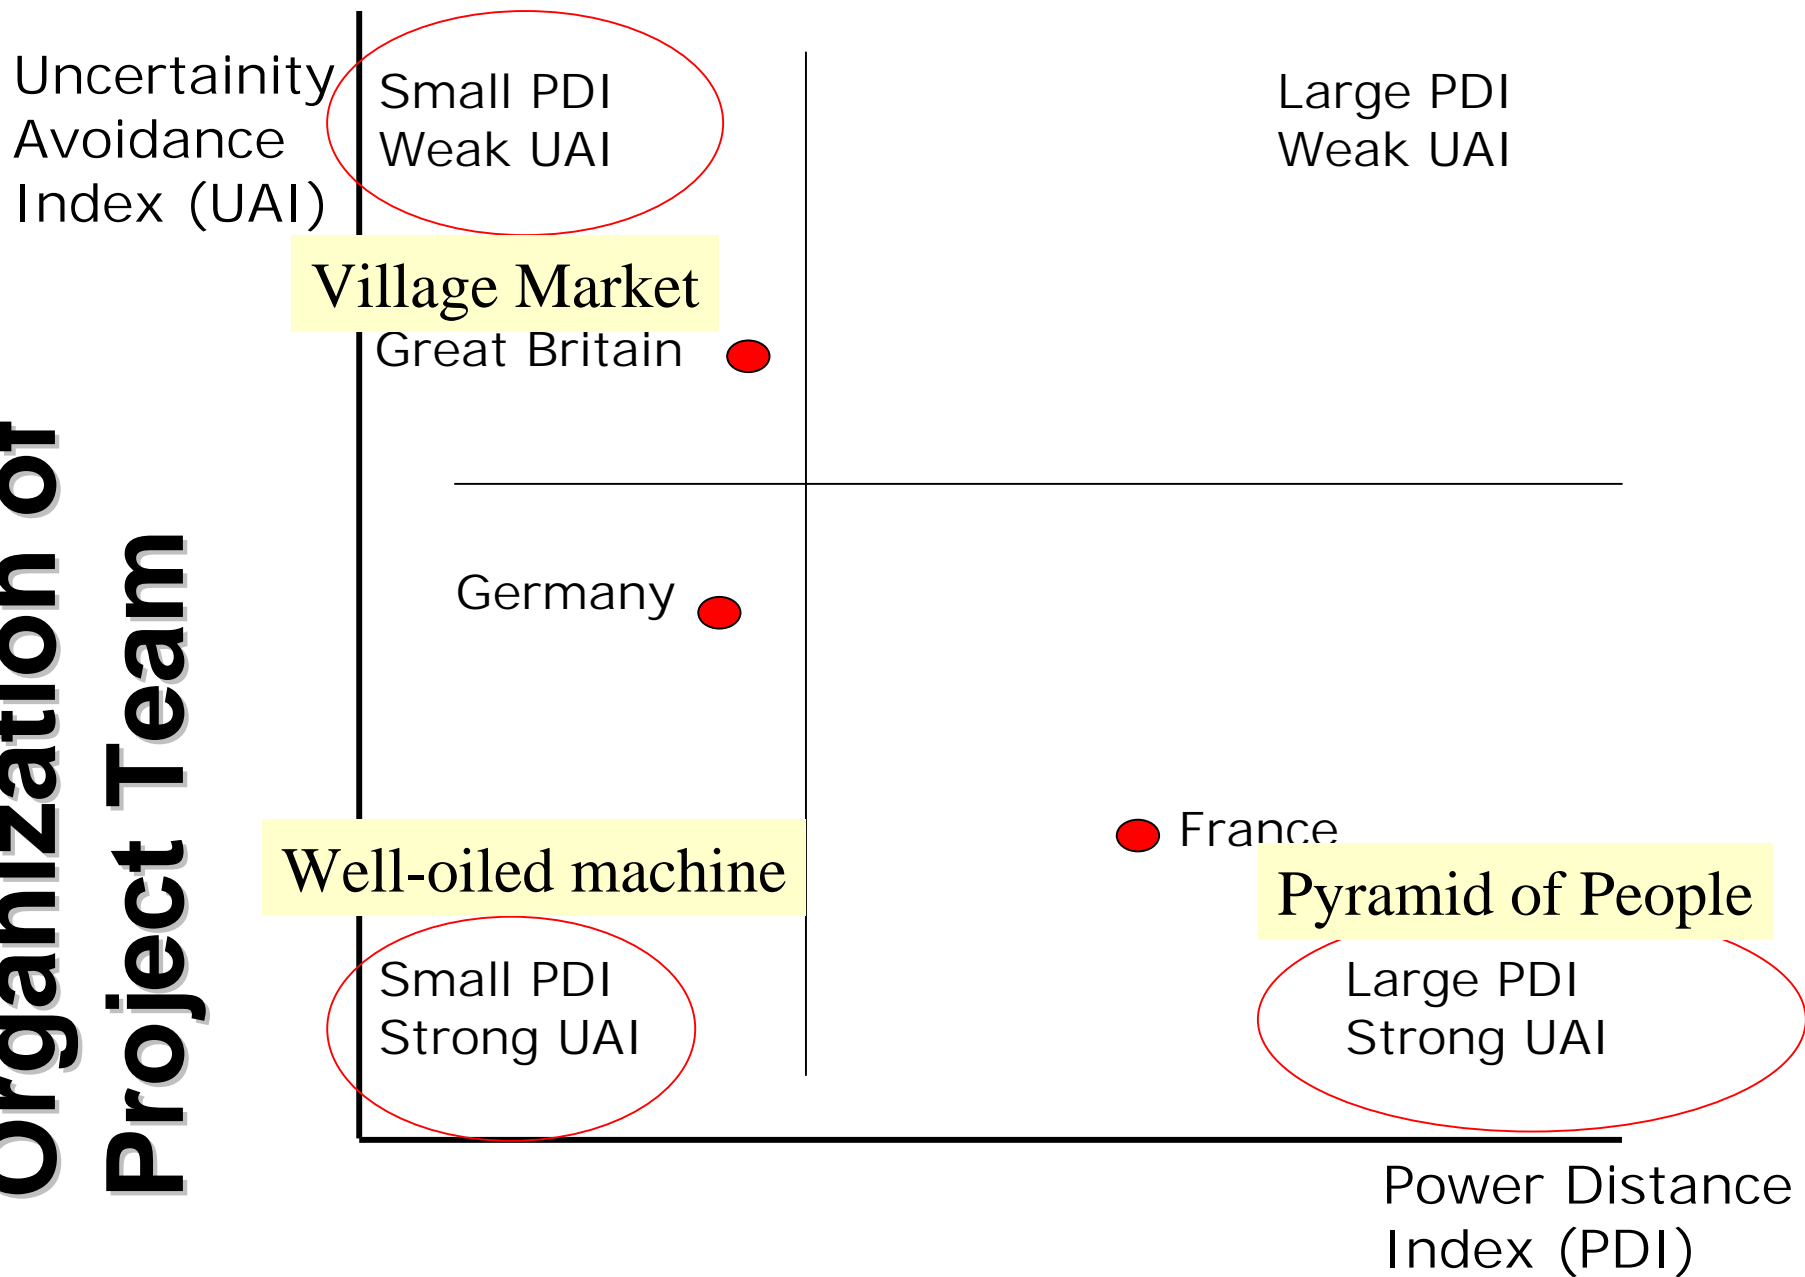 Uncertainity
Avoidance
Index (UAI)
Small PDI
Weak UAI
Large PDI
Weak UAI
Village Market
Great Britain
Organization of
Project Team
Germany
France
Well-oiled machine
Pyramid of People
Small PDI
Strong UAI
Large PDI
Strong UAI
Power Distance
Index (PDI)